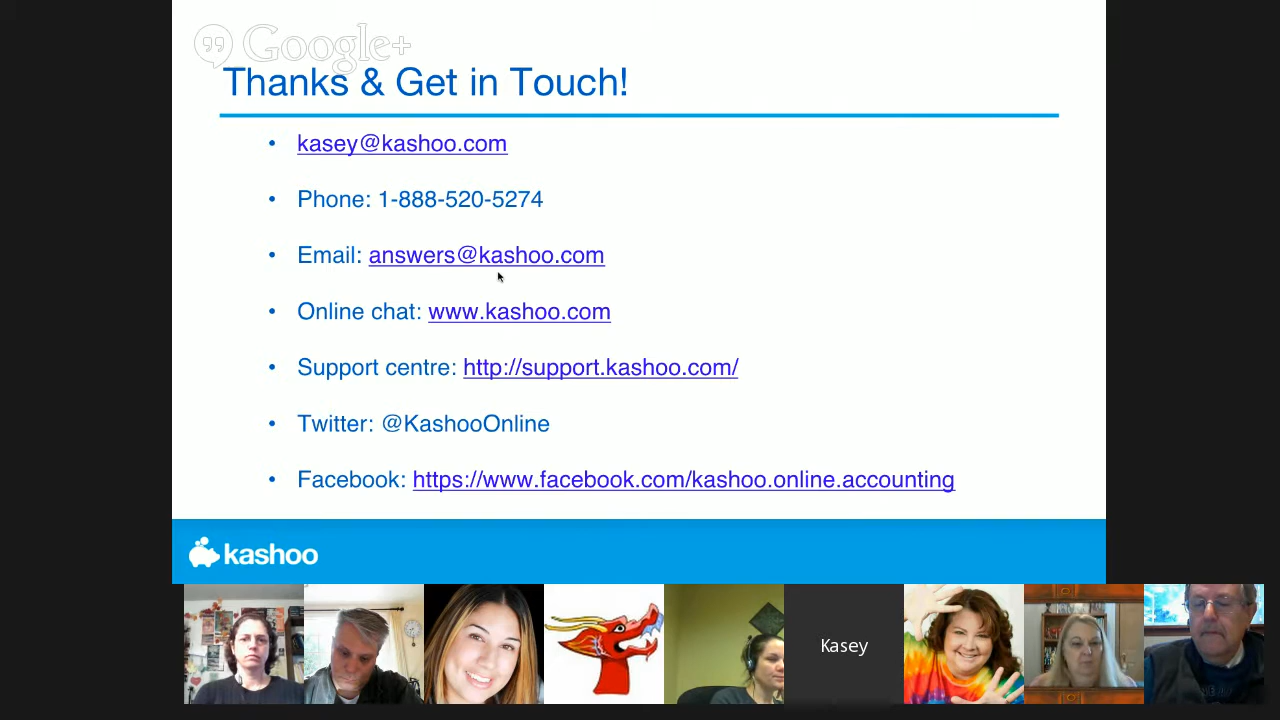 Google+
Thanks & Get in Touch!
• kasey@kashoo.com
• Phone: 1-888-520-5274
• Email: answers@kashoo.com
• Online chat: www.kashoo.com
• Support centre: http://support.kashoo.com/
• Twitter: @KashooOnline
• Facebook: https://www.facebook.com/kashoo.online.accounting
kashoo
Kasey